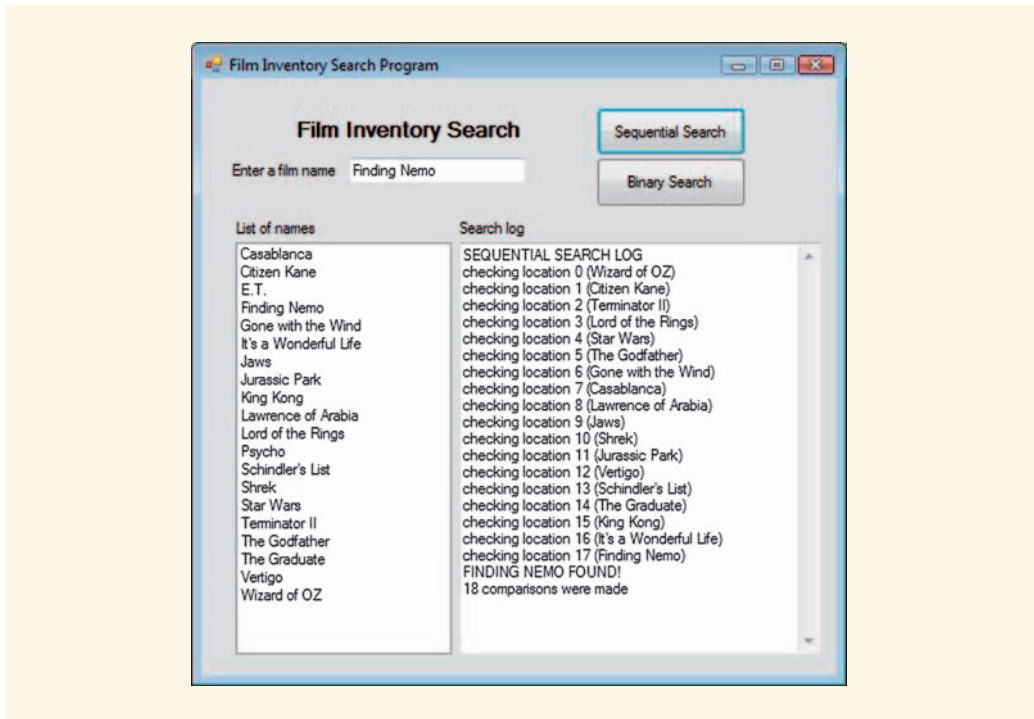 Film Inventory Search Program
Film Inventory Search
Sequential Search
Enter a film name Finding Nemo
Binary Search
List of names
Casablanca
Citizen Kane
E.T.
Finding Nemo
Gone with the Wind
It's a Wonderful Life
Jaws
Jurassic Park
King Kong
Lawrence of Arabia
Lord of the Rings
Psycho
Schindler's List
Shrek
Star Wars
Terminator II
The Godfather
The Graduate
Vertigo
Wizard of OZ
Search log
SEQUENTIAL SEARCH LOG
checking location 0 (Wizard of OZ)
checking location 1 (Citizen Kane)
checking location 2 (Terminator II)
checking location 3 (Lord of the Rings)
checking location 4 (Star Wars)
checking location 5 (The Godfather)
checking location 6 (Gone with the Wind)
checking location 7 (Casablanca)
checking location 8 (Lawrence of Arabia)
checking location 9 (Jaws)
checking location 10 (Shrek)
checking location 11 (Jurassic Park)
checking location 12 (Vertigo)
checking location 13 (Schindler's List)
checking location 14 (The Graduate)
checking location 15 (King Kong)
checking location 16 (It's a Wonderful Life)
checking location 17 (Finding Nemo)
FINDING NEMO FOUND!
18 comparisons were made